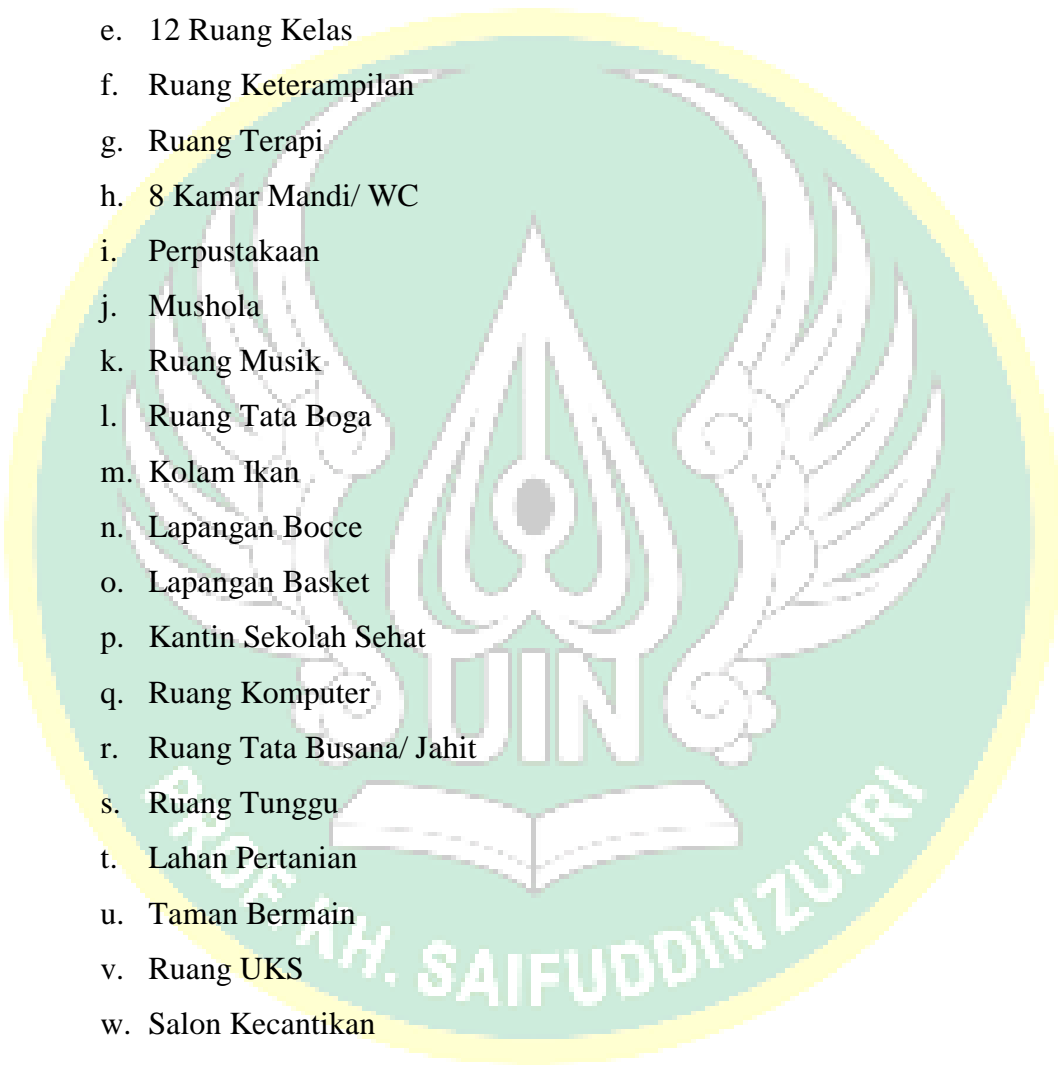 e. 12 Ruang Kelas
f. Ruang Keterampilan
g. Ruang Terapi
h. 8 Kamar Mandi/ WC
i. Perpustakaan
j. Mushola
k. Ruang Musik
l. Ruang Tata Boga
m. Kolam Ikan
n. Lapangan Bocce
o. Lapangan Basket
p. Kantin Sekolah Sehat
q. Ruang Komputer
r. Ruang Tata Busana/ Jahit
s. Ruang Tunggu
t. Lahan Pertanian
u. Taman Bermain
v. Ruang UKS
w. Salon Kecantikan
UIN
PROF. KH. SAIFUDDIN ZUHRI